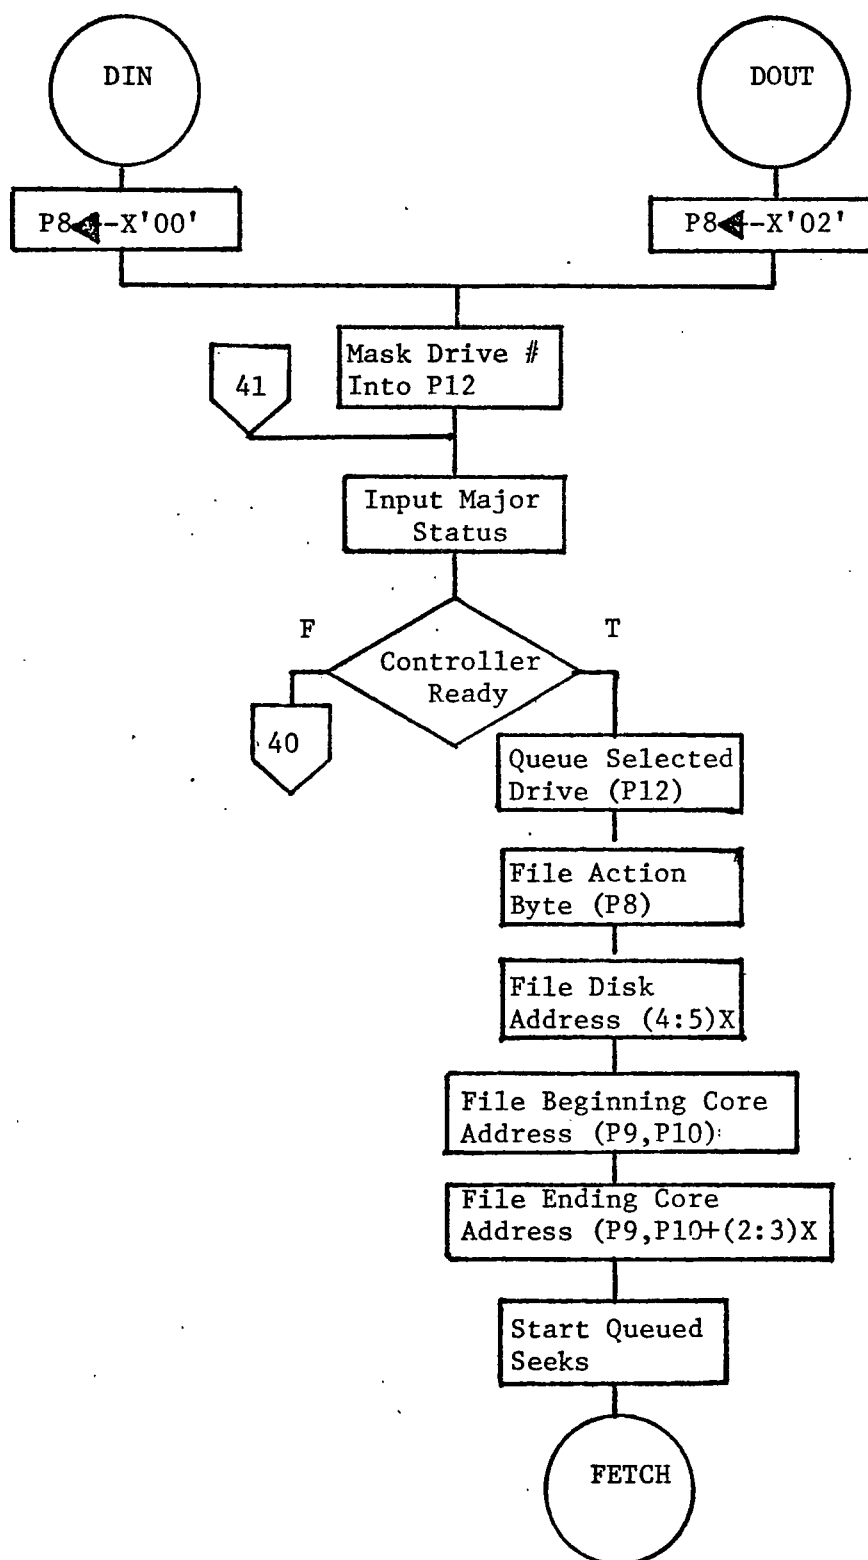 DIN
DOUT
P8◄--X'00'
P8◄--X'02'
Mask Drive #
Into P12
41
Input Major
Status
F
T
Controller
Ready
40
Queue Selected
Drive (P12)
File Action
Byte (P8)
File Disk
Address (4:5)X
File Beginning Core
Address (P9,P10)
File Ending Core
Address (P9,P10+(2:3)X
Start Queued
Seeks
FETCH